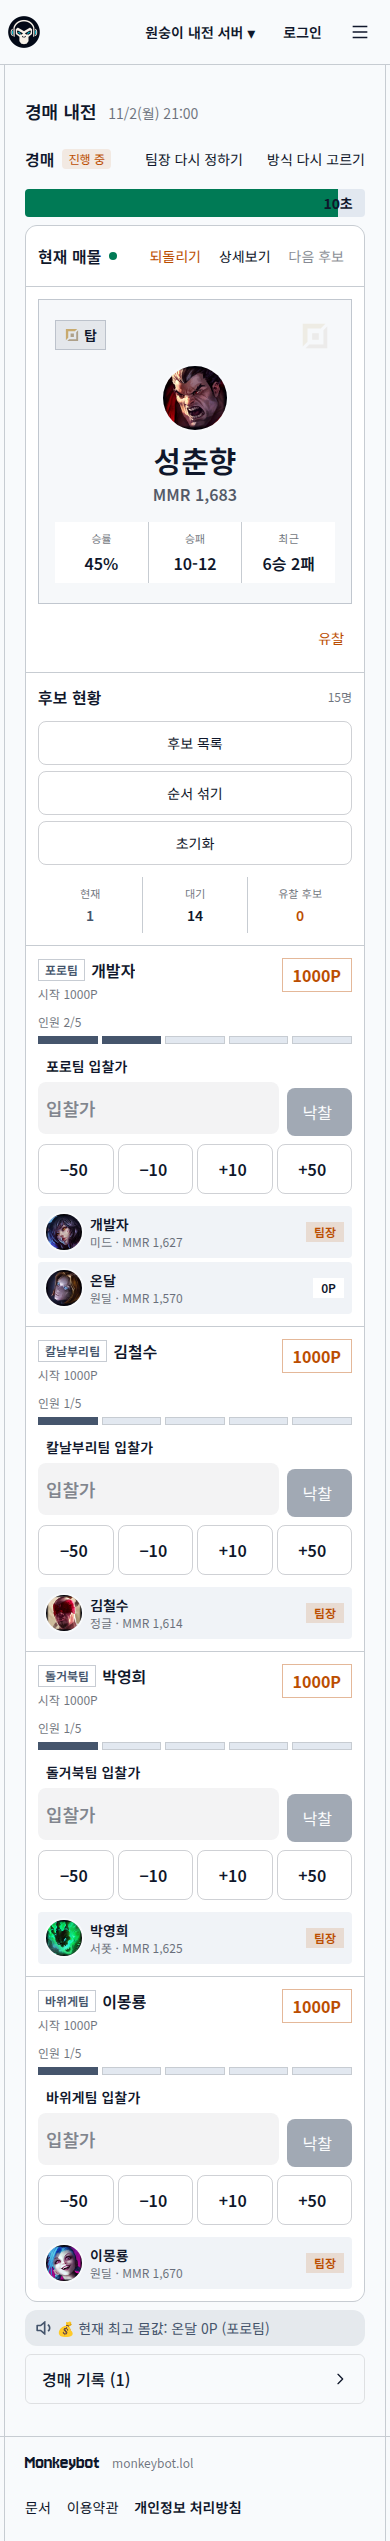 원숭이 내전 서버 ▾ 로그인
경매 내전 11/2(월) 21:00
경매 진행 중 팀장 다시 정하기 방식 다시 고르기
10초
현재 매물 되돌리기 상세보기 다음 후보
탑
성춘향
MMR 1,683
승률 승패 최근
45% 10-12 6승 2패
유찰
후보 현황 15명
후보 목록
순서 섞기
초기화
현재 대기 유찰 후보
1 14 0
포로팀 개발자 1000P
시작 1000P
인원 2/5
포로팀 입찰가
입찰가 낙찰
−50 −10 +10 +50
개발자 팀장
미드 · MMR 1,627
온달 0P
원딜 · MMR 1,570
칼날부리팀 김철수 1000P
시작 1000P
인원 1/5
칼날부리팀 입찰가
입찰가 낙찰
−50 −10 +10 +50
김철수 팀장
정글 · MMR 1,614
돌거북팀 박영희 1000P
시작 1000P
인원 1/5
돌거북팀 입찰가
입찰가 낙찰
−50 −10 +10 +50
박영희 팀장
서폿 · MMR 1,625
바위게팀 이몽룡 1000P
시작 1000P
인원 1/5
바위게팀 입찰가
입찰가 낙찰
−50 −10 +10 +50
이몽룡 팀장
원딜 · MMR 1,670
💰 현재 최고 몸값: 온달 0P (포로팀)
경매 기록 (1)
Monkeybot monkeybot.lol
문서 이용약관 개인정보 처리방침